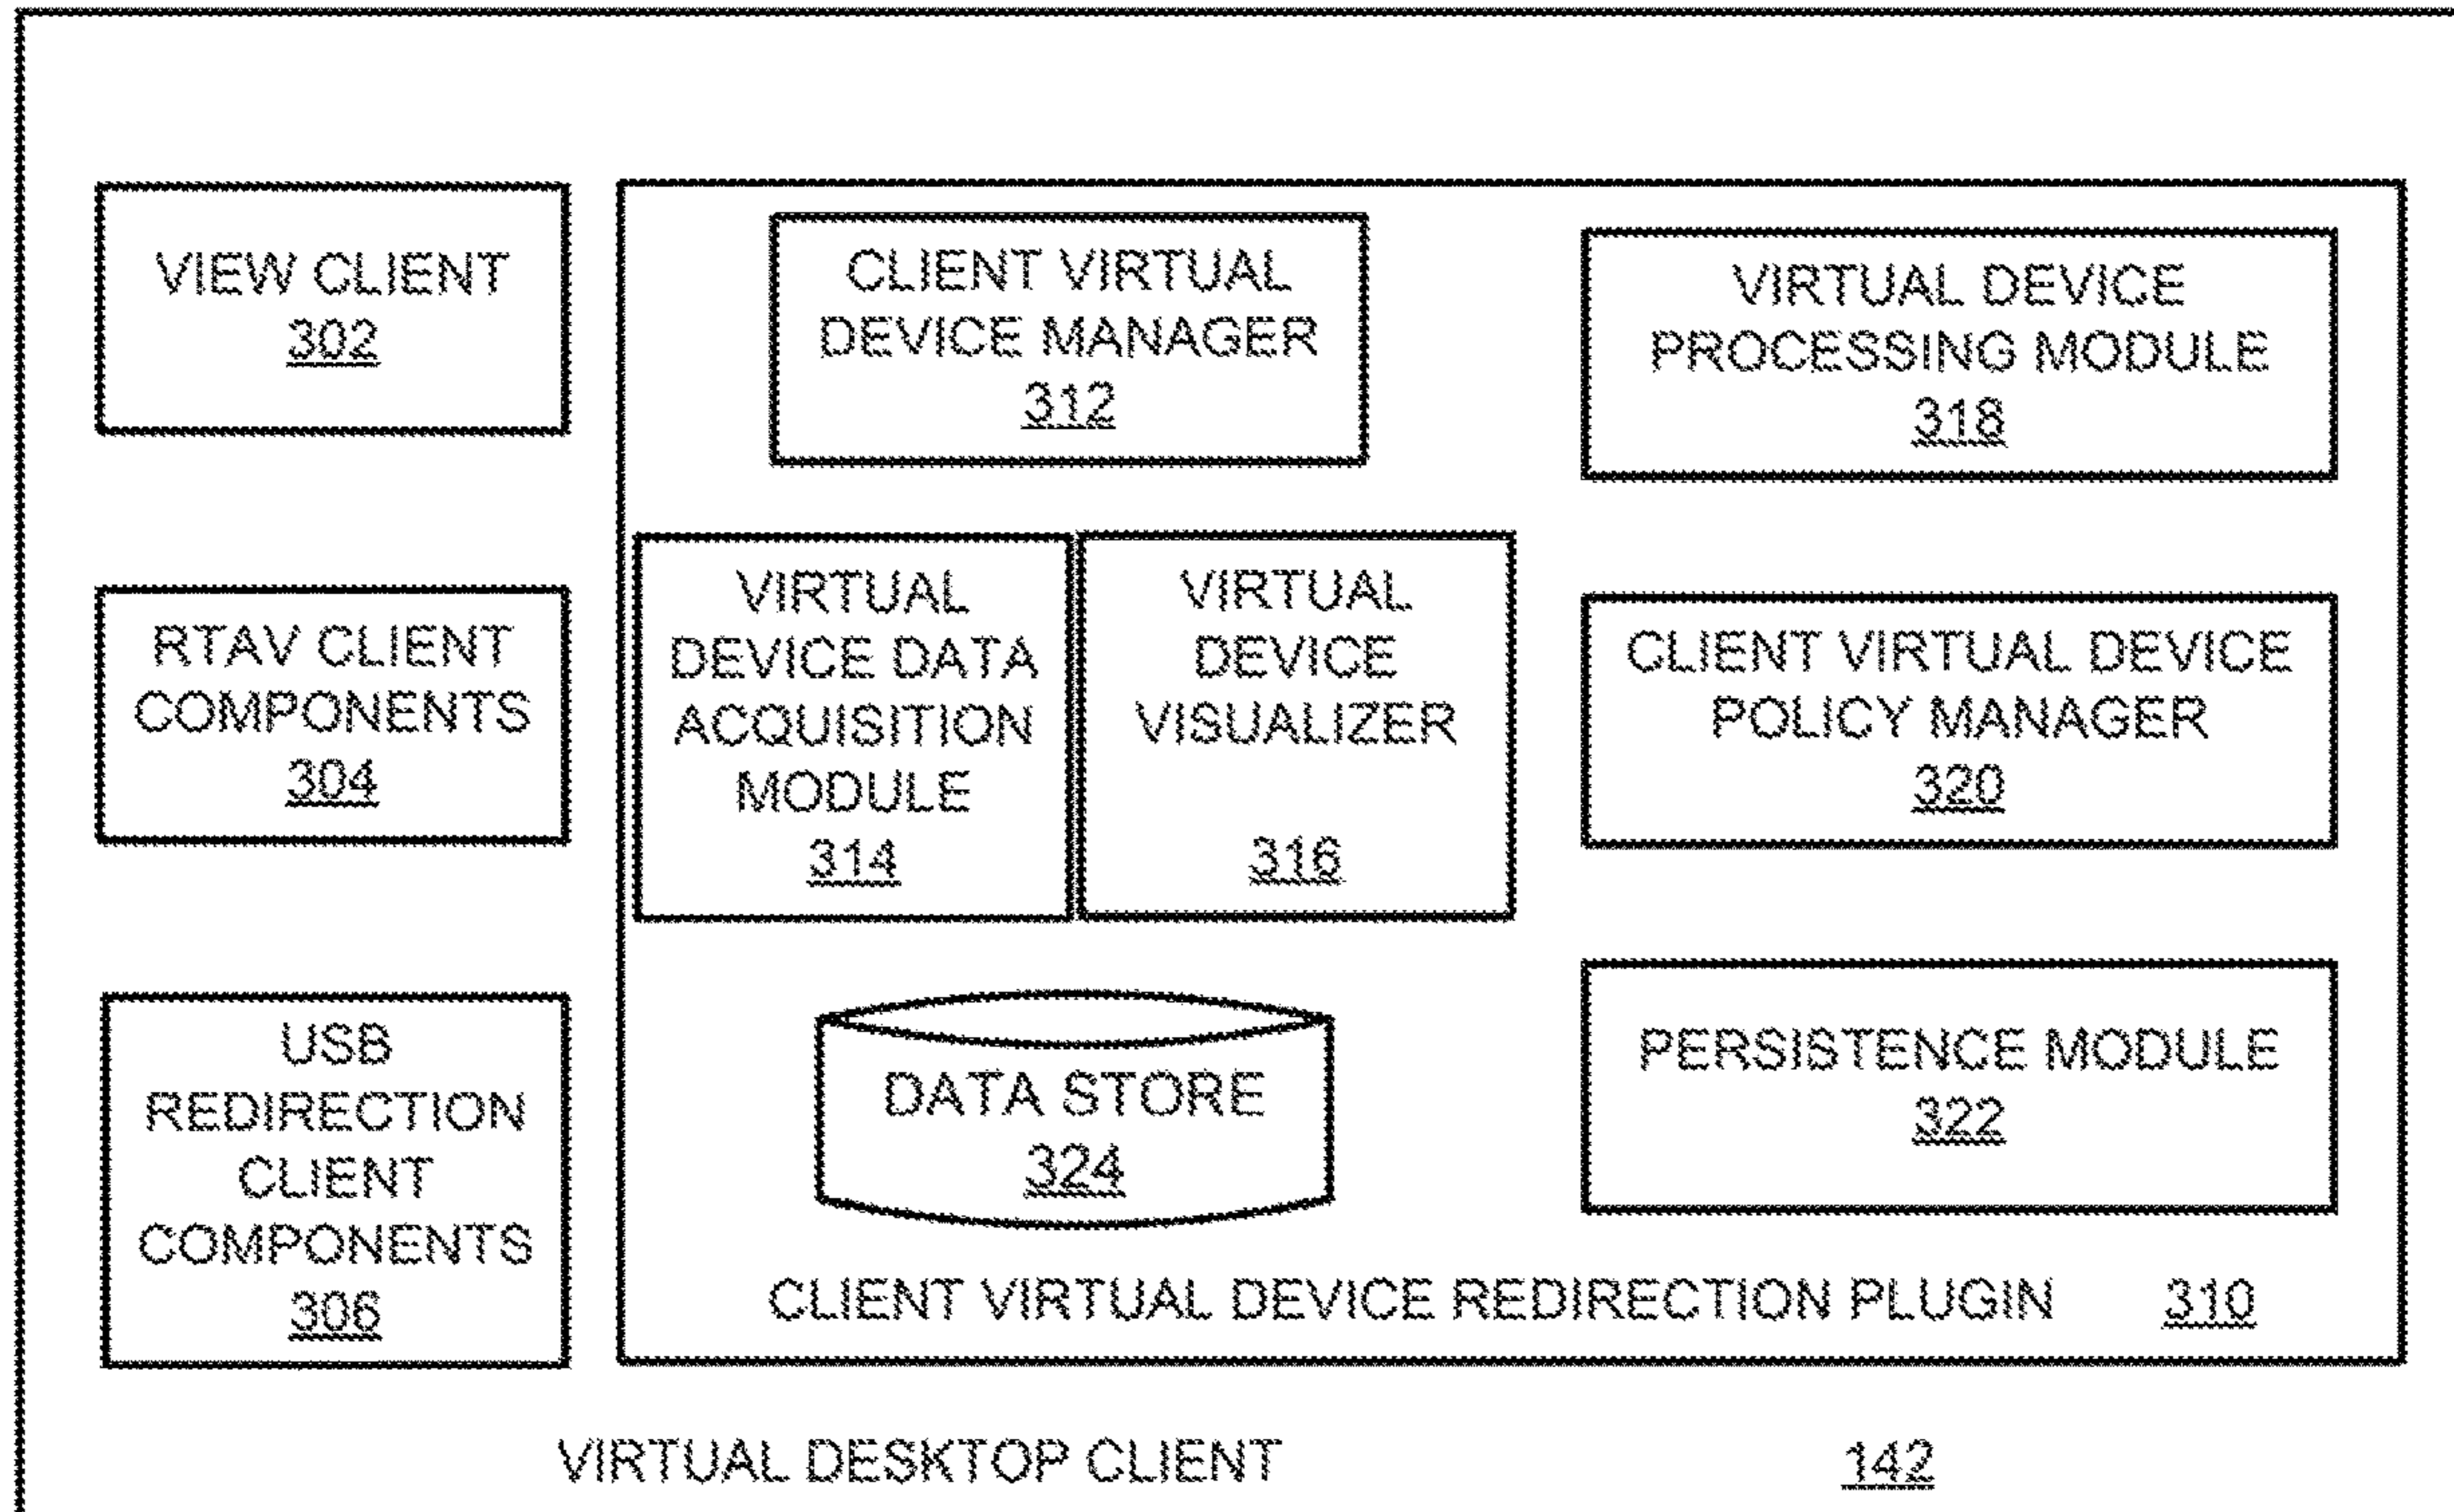 VIEW CLIENT
302
RTAV CLIENT
COMPONENTS
304
USB
REDIRECTION
CLIENT
COMPONENTS
306
CLIENT VIRTUAL
DEVICE MANAGER
312
VIRTUAL
DEVICE DATA
ACQUISITION
MODULE
314
VIRTUAL
DEVICE
VISUALIZER
316
DATA STORE
324
VIRTUAL DEVICE
PROCESSING MODULE
318
CLIENT VIRTUAL DEVICE
POLICY MANAGER
320
PERSISTENCE MODULE
322
CLIENT VIRTUAL DEVICE REDIRECTION PLUGIN 310
VIRTUAL DESKTOP CLIENT 142